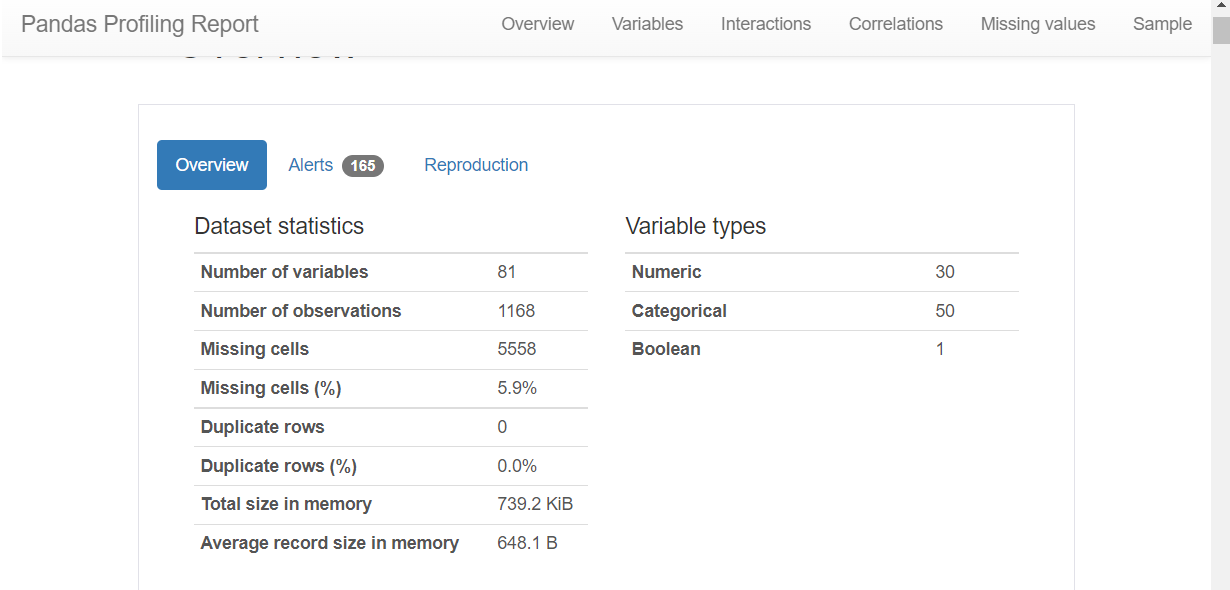 Pandas Profiling Report Overview Variables Interactions Correlations Missing values Sample
Overview Alerts 165 Reproduction
Dataset statistics
Number of variables 81
Number of observations 1168
Missing cells 5558
Missing cells (%) 5.9%
Duplicate rows 0
Duplicate rows (%) 0.0%
Total size in memory 739.2 KiB
Average record size in memory 648.1 B
Variable types
Numeric 30
Categorical 50
Boolean 1